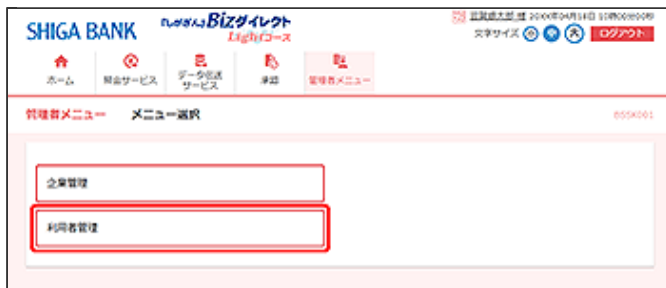 SHIGA BANK 『しがぎん』Bizダイレクト
Lightコース
文字サイズ 小 中 大 ログアウト
ホーム 照会サービス データ伝送サービス 承認 管理者メニュー
管理者メニュー メニュー選択 BSSK001
企業管理
利用者管理